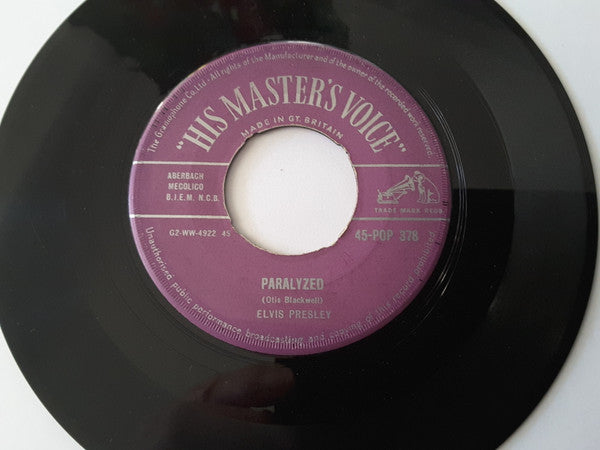 The Gramophone Co. Ltd. All rights of the Manufacturer and of the owner of the recorded work reserved.
"HIS MASTER'S VOICE"
MADE IN GT. BRITAIN
ABERBACH
MECOLICO
B.I.E.M. N.C.B.
TRADE MARK REGD.
G2-WW-4922 45
45-POP 378
PARALYZED
(Otis Blackwell)
ELVIS PRESLEY
Unauthorised public performance broadcasting and copying of this record prohibited